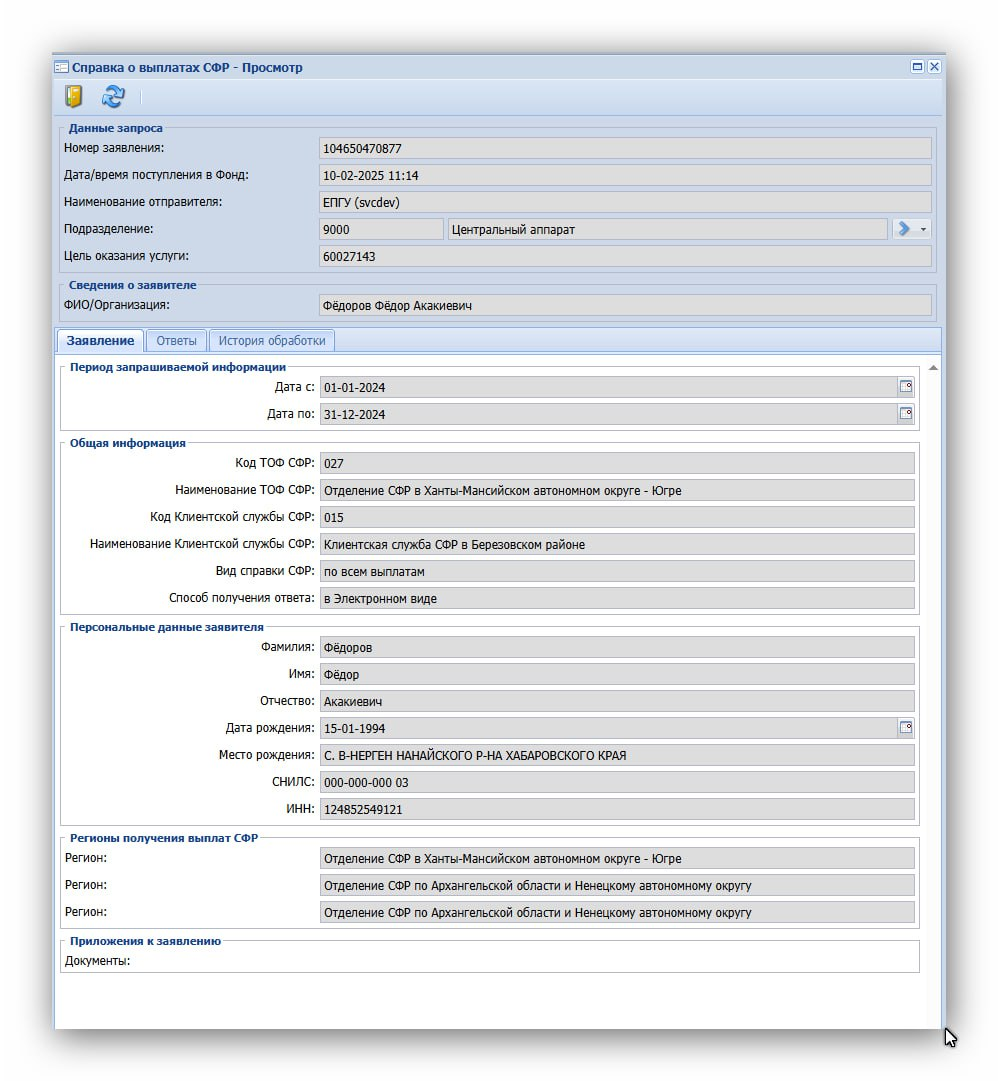 Справка о выплатах СФР - Просмотр
Данные запроса
Номер заявления: 104650470877
Дата/время поступления в Фонд: 10-02-2025 11:14
Наименование отправителя: ЕПГУ (svcdev)
Подразделение: 9000 Центральный аппарат
Цель оказания услуги: 60027143
Сведения о заявителе
ФИО/Организация: Фёдоров Фёдор Акакиевич
Заявление Ответы История обработки
Период запрашиваемой информации
Дата с: 01-01-2024
Дата по: 31-12-2024
Общая информация
Код ТОФ СФР: 027
Наименование ТОФ СФР: Отделение СФР в Ханты-Мансийском автономном округе - Югре
Код Клиентской службы СФР: 015
Наименование Клиентской службы СФР: Клиентская служба СФР в Березовском районе
Вид справки СФР: по всем выплатам
Способ получения ответа: в Электронном виде
Персональные данные заявителя
Фамилия: Фёдоров
Имя: Фёдор
Отчество: Акакиевич
Дата рождения: 15-01-1994
Место рождения: С. В-НЕРГЕН НАНАЙСКОГО Р-НА ХАБАРОВСКОГО КРАЯ
СНИЛС: 000-000-000 03
ИНН: 124852549121
Регионы получения выплат СФР
Регион: Отделение СФР в Ханты-Мансийском автономном округе - Югре
Регион: Отделение СФР по Архангельской области и Ненецкому автономному округу
Регион: Отделение СФР по Архангельской области и Ненецкому автономному округу
Приложения к заявлению
Документы: